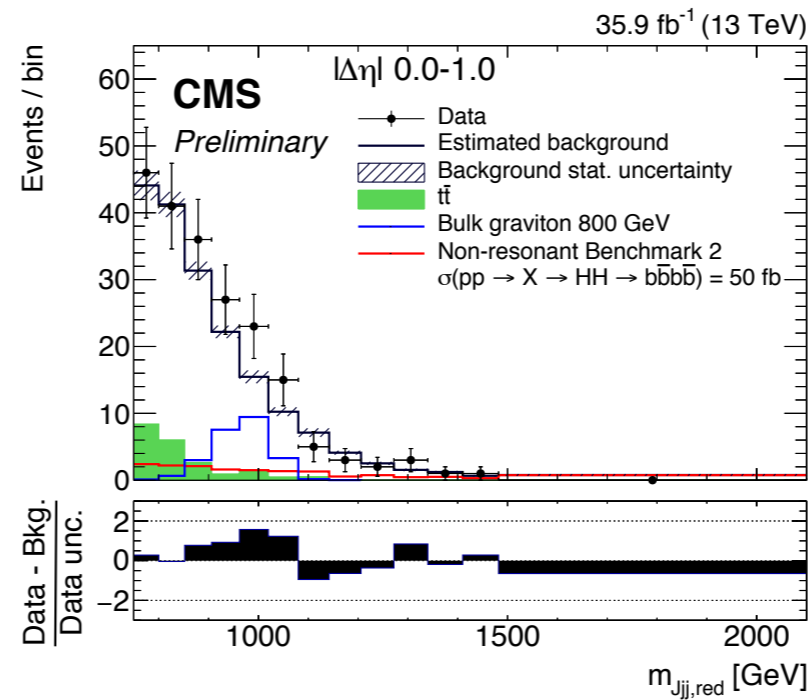 35.9 fb⁻¹ (13 TeV)
Events / bin
CMS
Preliminary
|Δη| 0.0-1.0
Data
Estimated background
Background stat. uncertainty
tt̄
Bulk graviton 800 GeV
Non-resonant Benchmark 2
σ(pp → X → HH → bb̄bb̄) = 50 fb
60
50
40
30
20
10
0
Data - Bkg.
Data unc.
2
0
−2
1000 1500 2000
m_Jjj,red [GeV]